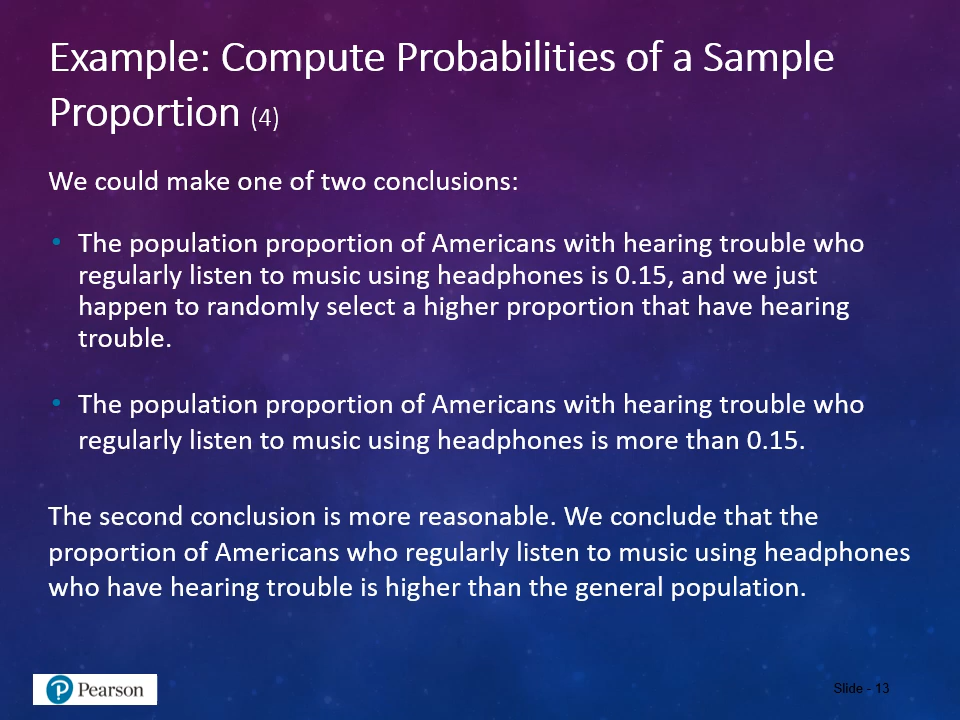 Example: Compute Probabilities of a Sample
Proportion (4)
We could make one of two conclusions:
• The population proportion of Americans with hearing trouble who
regularly listen to music using headphones is 0.15, and we just
happen to randomly select a higher proportion that have hearing
trouble.
• The population proportion of Americans with hearing trouble who
regularly listen to music using headphones is more than 0.15.
The second conclusion is more reasonable. We conclude that the
proportion of Americans who regularly listen to music using headphones
who have hearing trouble is higher than the general population.
Pearson
Slide - 13